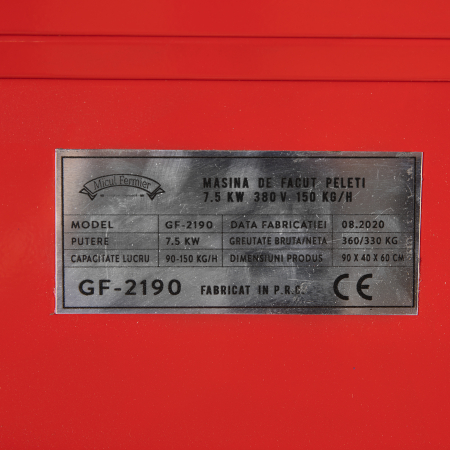 Micul Fermier
MASINA DE FACUT PELETI
7.5 KW 380 V 150 KG/H
MODEL GF-2190 DATA FABRICATIEI 08.2020
PUTERE 7.5 KW GREUTATE BRUTA/NETA 360/330 KG
CAPACITATE LUCRU 90-150 KG/H DIMENSIUNI PRODUS 90 X 40 X 60 CM
GF-2190 FABRICAT IN P.R.C. CE